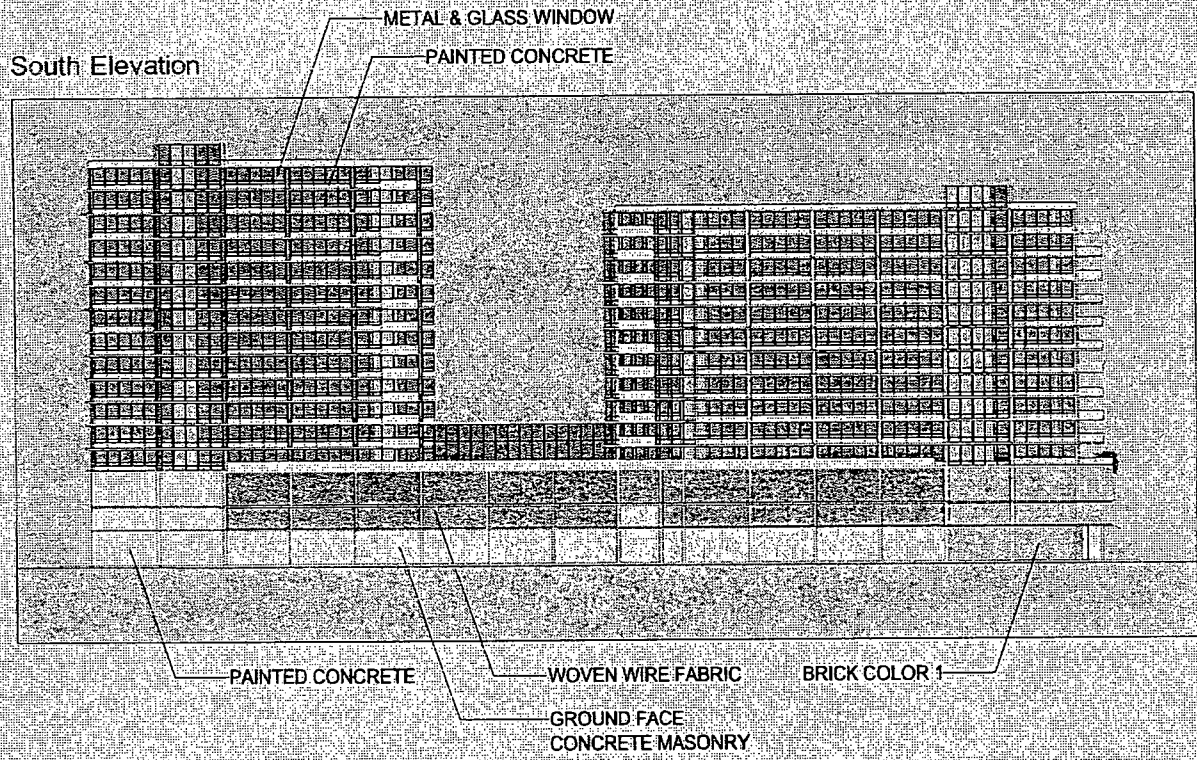 METAL & GLASS WINDOW
PAINTED CONCRETE
South Elevation
PAINTED CONCRETE
WOVEN WIRE FABRIC
BRICK COLOR 1
GROUND FACE
CONCRETE MASONRY